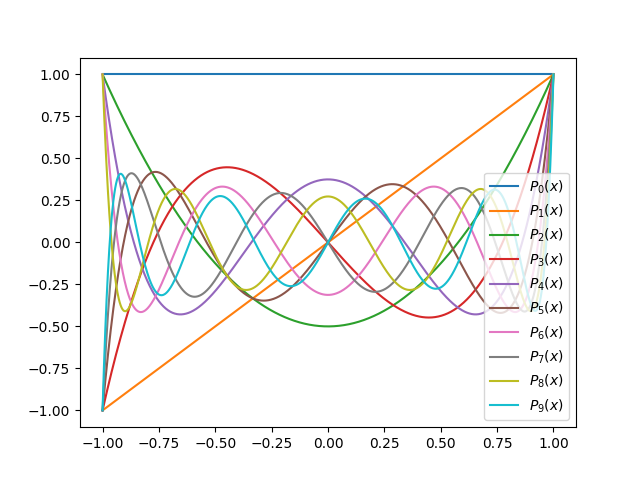 1.00
0.75
0.50
0.25
0.00
−0.25
−0.50
−0.75
−1.00
−1.00 −0.75 −0.50 −0.25 0.00 0.25 0.50 0.75 1.00
P₀(x)
P₁(x)
P₂(x)
P₃(x)
P₄(x)
P₅(x)
P₆(x)
P₇(x)
P₈(x)
P₉(x)